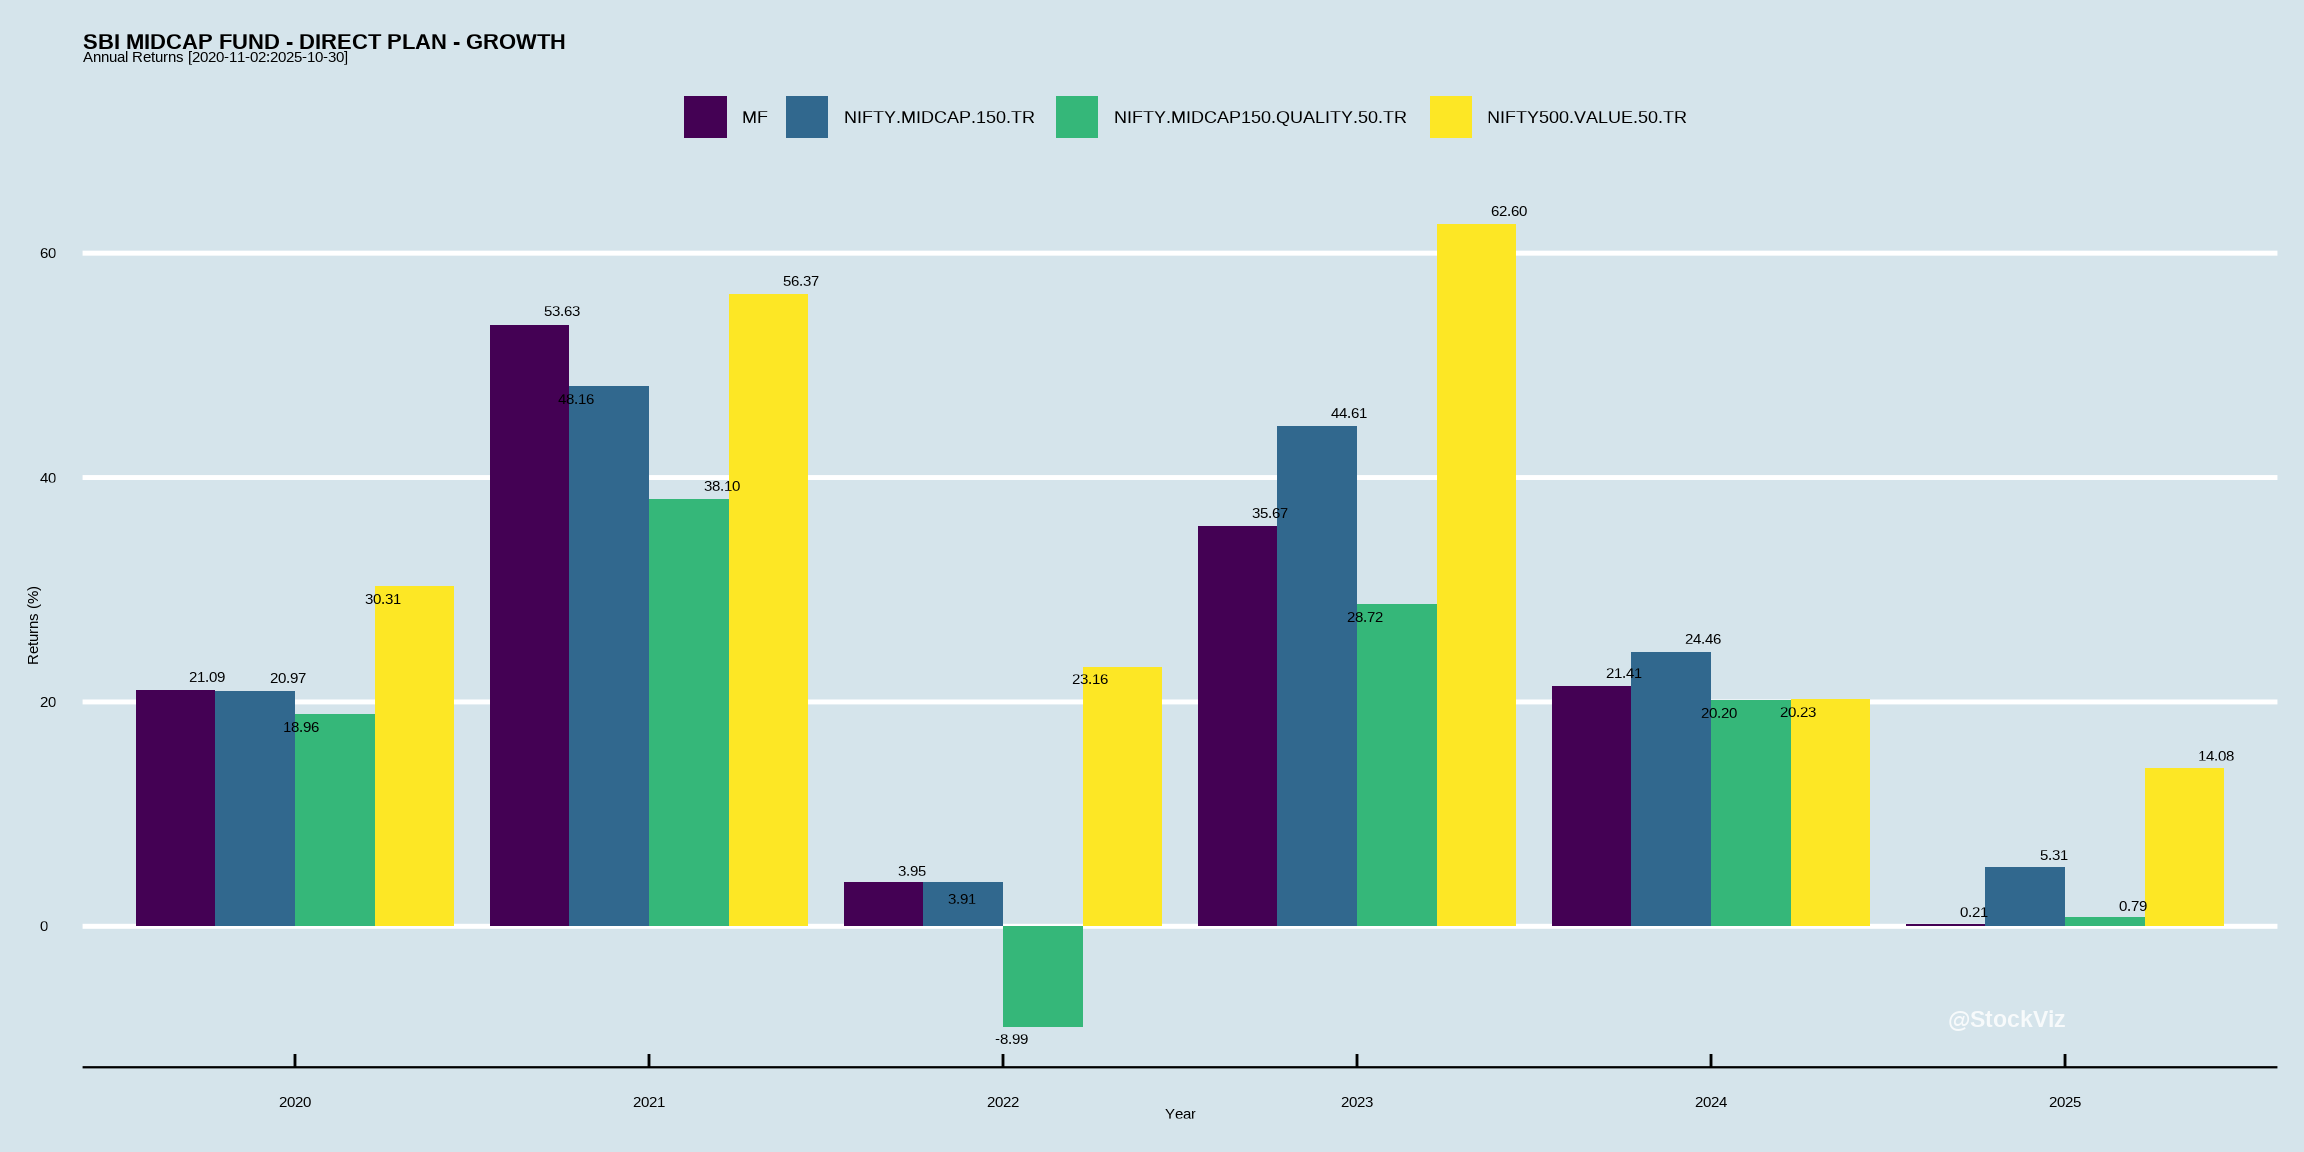 SBI MIDCAP FUND - DIRECT PLAN - GROWTH
Annual Returns [2020-11-02:2025-10-30]
MF NIFTY.MIDCAP.150.TR NIFTY.MIDCAP150.QUALITY.50.TR NIFTY500.VALUE.50.TR
62.60
60
56.37
53.63
44.61
48.16
40
38.10
35.67
30.31
28.72
Returns (%)
24.46
21.09 20.97 23.16 21.41
20
18.96 20.20 20.23
14.08
3.95 5.31
3.91 0.21 0.79
0
-8.99
@StockViz
2020 2021 2022 2023 2024 2025
Year